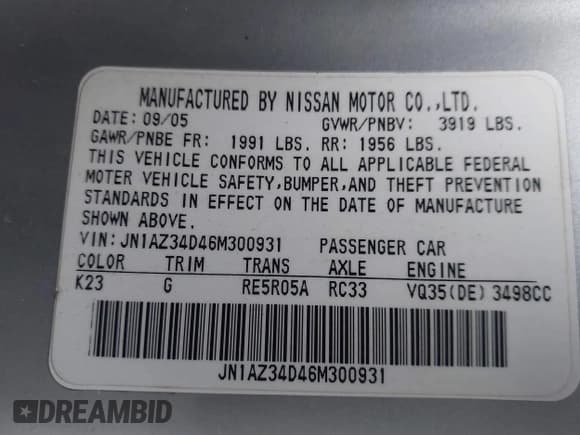 MANUFACTURED BY NISSAN MOTOR CO.,LTD.
DATE: 09/05 GVWR/PNBV: 3919 LBS.
GAWR/PNBE FR: 1991 LBS. RR: 1956 LBS.
THIS VEHICLE CONFORMS TO ALL APPLICABLE FEDERAL
MOTER VEHICLE SAFETY,BUMPER,AND THEFT PREVENTION
STANDARDS IN EFFECT ON THE DATE OF MANUFACTURE
SHOWN ABOVE.
VIN:JN1AZ34D46M300931 PASSENGER CAR
COLOR TRIM TRANS AXLE ENGINE
K23 G RE5R05A RC33 VQ35(DE) 3498CC
JN1AZ34D46M300931
DREAMBID